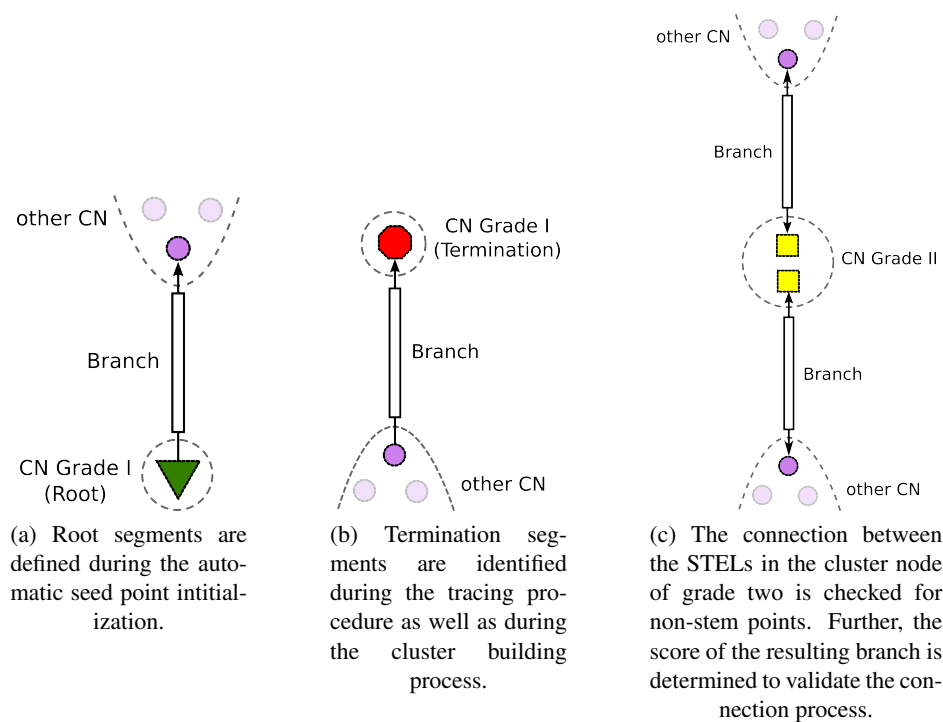 other CN
Branch
CN Grade I
(Root)
(a) Root segments are
defined during the auto-
matic seed point intitial-
ization.
CN Grade I
(Termination)
Branch
other CN
(b) Termination seg-
ments are identified
during the tracing pro-
cedure as well as during
the cluster building
process.
other CN
Branch
CN Grade II
Branch
other CN
(c) The connection between
the STELs in the cluster node
of grade two is checked for
non-stem points. Further, the
score of the resulting branch is
determined to validate the con-
nection process.